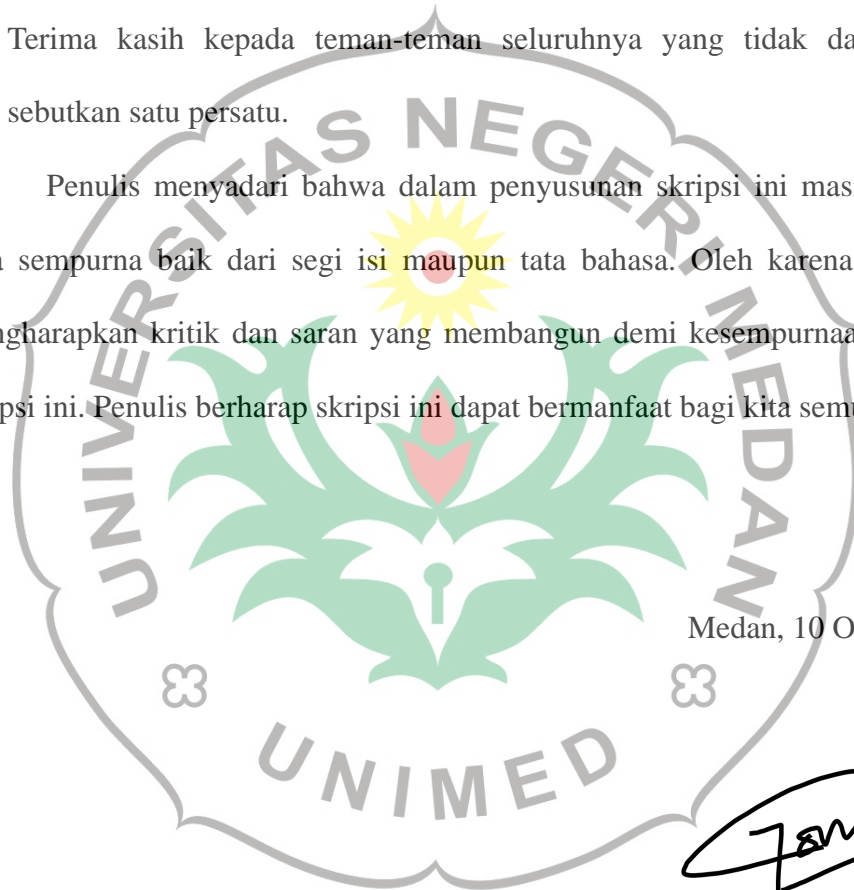 Terima kasih kepada teman-teman seluruhnya yang tidak da
sebutkan satu persatu.
Penulis menyadari bahwa dalam penyusunan skripsi ini mas
sempurna baik dari segi isi maupun tata bahasa. Oleh karena
ngharapkan kritik dan saran yang membangun demi kesempurnaa
psi ini. Penulis berharap skripsi ini dapat bermanfaat bagi kita semu
Medan, 10 O
UNIVERSITAS NEGERI MEDAN
UNIMED